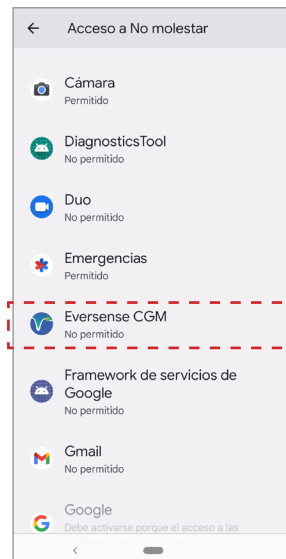 Acceso a No molestar
Cámara
Permitido
DiagnosticsTool
No permitido
Duo
No permitido
Emergencias
Permitido
Eversense CGM
No permitido
Framework de servicios de
Google
No permitido
Gmail
No permitido
Google
Debe activarse porque el acceso a las